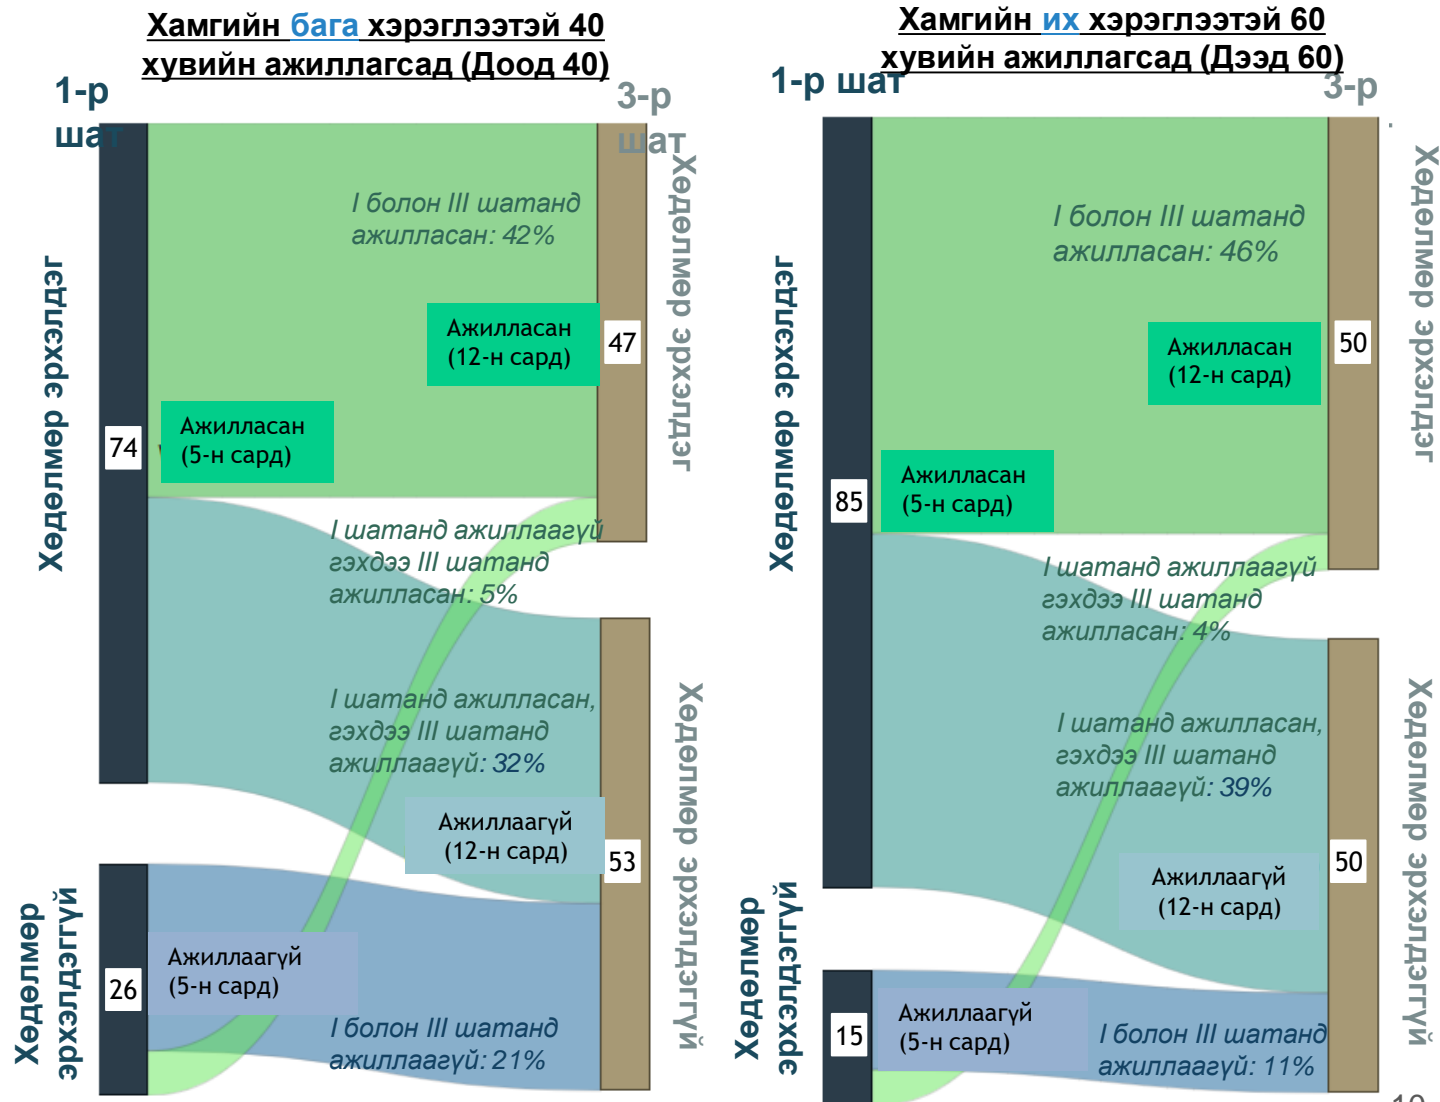 Хамгийн бага хэрэглээтэй 40
хувийн ажиллагсад (Доод 40)
1-р
шат
3-р
шат
Хөдөлмөр эрхэлдэг
Хөдөлмөр эрхэлдэг
I болон III шатанд
ажилласан: 42%
Ажилласан
(12-н сард)
47
Ажилласан
(5-н сард)
74
I шатанд ажиллаагүй
гэхдээ III шатанд
ажилласан: 5%
I шатанд ажилласан,
гэхдээ III шатанд
ажиллаагүй: 32%
Ажиллаагүй
(12-н сард)
53
Хөдөлмөр эрхэлдэггүй
Хөдөлмөр
эрхэлдэггүй
Ажиллаагүй
(5-н сард)
26
I болон III шатанд
ажиллаагүй: 21%
Хамгийн их хэрэглээтэй 60
хувийн ажиллагсад (Дээд 60)
1-р шат
3-р
Хөдөлмөр эрхэлдэг
Хөдөлмөр эрхэлдэг
I болон III шатанд
ажилласан: 46%
Ажилласан
(12-н сард)
50
Ажилласан
(5-н сард)
85
I шатанд ажиллаагүй
гэхдээ III шатанд
ажилласан: 4%
I шатанд ажилласан,
гэхдээ III шатанд
ажиллаагүй: 39%
Ажиллаагүй
(12-н сард)
50
Хөдөлмөр эрхэлдэггүй
Хөдөлмөр
эрхэлдэггүй
Ажиллаагүй
(5-н сард)
15
I болон III шатанд
ажиллаагүй: 11%